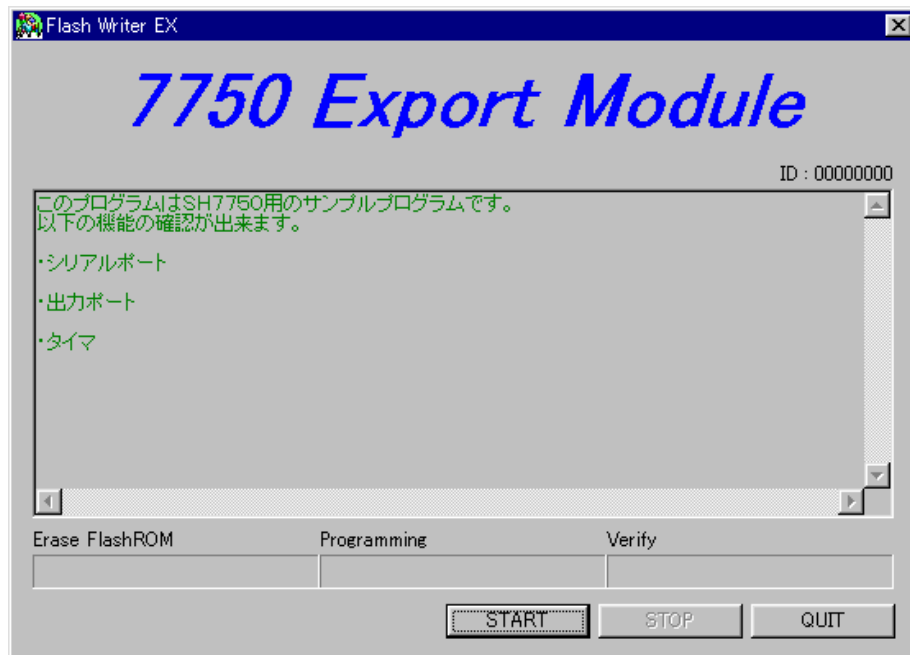 Flash Writer EX
7750 Export Module
ID : 00000000
このプログラムはSH7750用のサンプルプログラムです。
以下の機能の確認が出来ます。
・シリアルポート
・出力ポート
・タイマ
Erase FlashROM Programming Verify
START STOP QUIT